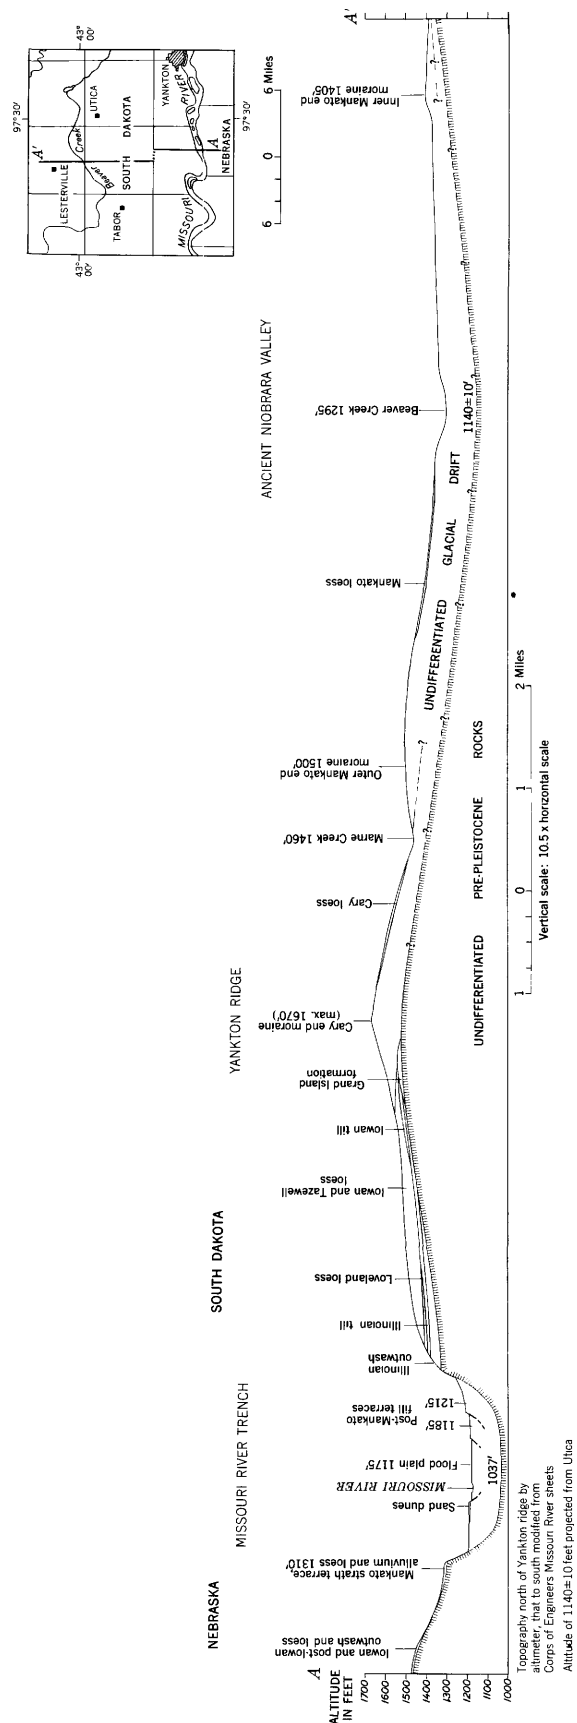 97°30'
43°
00'
43°
00'
A'
LESTERVILLE
UTICA
Beaver
Creek
TABOR
SOUTH DAKOTA
YANKTON
MISSOURI
RIVER
A
NEBRASKA
97°30'
6 0 6 Miles
NEBRASKA
MISSOURI RIVER TRENCH
SOUTH DAKOTA
YANKTON RIDGE
ANCIENT NIOBRARA VALLEY
A
A'
ALTITUDE
IN FEET
1700
1600
1500
1400
1300
1200
1100
1000
Iowan and post-Iowan
outwash and loess
Mankato strath terrace,
alluvium and loess 1310'
Sand dunes
MISSOURI RIVER
Flood plain 1175'
1185'
1215'
Post-Mankato
fill terraces
1037'
Illinoian
outwash
Illinoian till
Loveland loess
Iowan and Tazewell
loess
Iowan till
Grand Island
formation
Cary end moraine
(max. 1670')
Cary loess
Marne Creek 1460'
Outer Mankato end
moraine 1500'
Mankato loess
Beaver Creek 1295'
Inner Mankato end
moraine 1405'
UNDIFFERENTIATED GLACIAL DRIFT
1140±10'
? ? ? ? ? ? ? ? ? ? ? ?
UNDIFFERENTIATED PRE-PLEISTOCENE ROCKS
1 0 1 2 Miles
Vertical scale: 10.5 x horizontal scale
Topography north of Yankton ridge by
altimeter, that to south modified from
Corps of Engineers Missouri River sheets
Altitude of 1140±10 feet projected from Utica